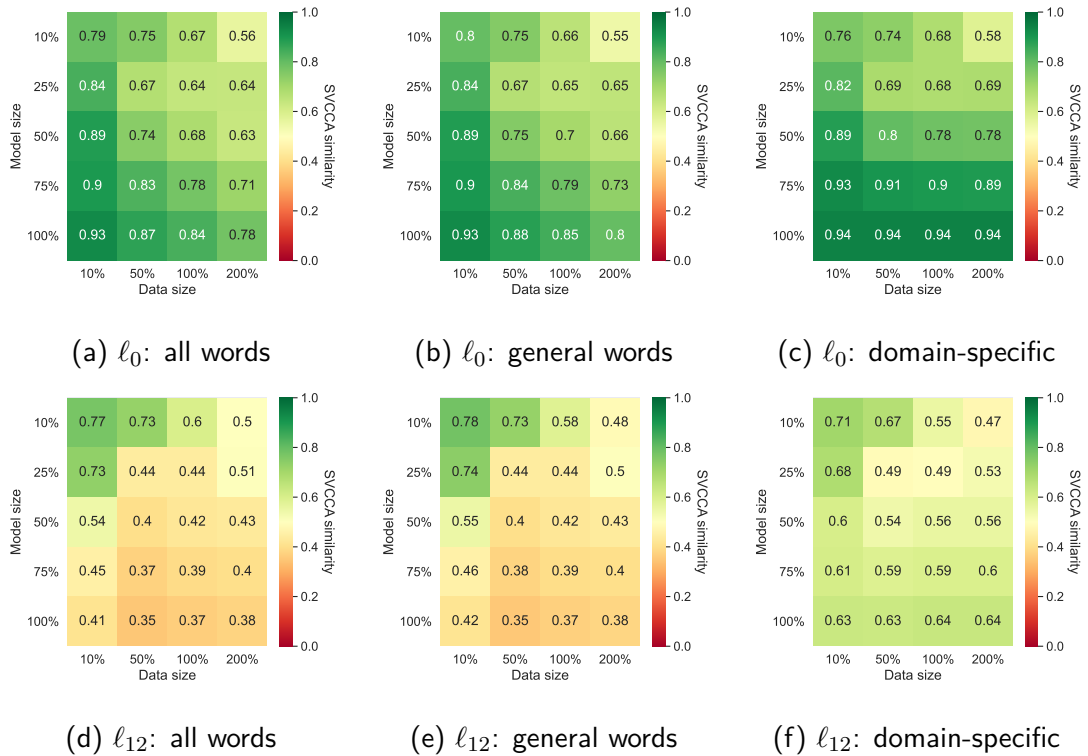 10% 0.79 0.75 0.67 0.56
25% 0.84 0.67 0.64 0.64
50% 0.89 0.74 0.68 0.63
75% 0.9 0.83 0.78 0.71
100% 0.93 0.87 0.84 0.78
10% 50% 100% 200%
Data size
Model size
1.0
0.8
0.6
0.4
0.2
0.0
SVCCA similarity
(a) ℓ0: all words
10% 0.8 0.75 0.66 0.55
25% 0.84 0.67 0.65 0.65
50% 0.89 0.75 0.7 0.66
75% 0.9 0.84 0.79 0.73
100% 0.93 0.88 0.85 0.8
10% 50% 100% 200%
Data size
Model size
1.0
0.8
0.6
0.4
0.2
0.0
SVCCA similarity
(b) ℓ0: general words
10% 0.76 0.74 0.68 0.58
25% 0.82 0.69 0.68 0.69
50% 0.89 0.8 0.78 0.78
75% 0.93 0.91 0.9 0.89
100% 0.94 0.94 0.94 0.94
10% 50% 100% 200%
Data size
Model size
1.0
0.8
0.6
0.4
0.2
0.0
SVCCA similarity
(c) ℓ0: domain-specific
10% 0.77 0.73 0.6 0.5
25% 0.73 0.44 0.44 0.51
50% 0.54 0.4 0.42 0.43
75% 0.45 0.37 0.39 0.4
100% 0.41 0.35 0.37 0.38
10% 50% 100% 200%
Data size
Model size
1.0
0.8
0.6
0.4
0.2
0.0
SVCCA similarity
(d) ℓ12: all words
10% 0.78 0.73 0.58 0.48
25% 0.74 0.44 0.44 0.5
50% 0.55 0.4 0.42 0.43
75% 0.46 0.38 0.39 0.4
100% 0.42 0.35 0.37 0.38
10% 50% 100% 200%
Data size
Model size
1.0
0.8
0.6
0.4
0.2
0.0
SVCCA similarity
(e) ℓ12: general words
10% 0.71 0.67 0.55 0.47
25% 0.68 0.49 0.49 0.53
50% 0.6 0.54 0.56 0.56
75% 0.61 0.59 0.59 0.6
100% 0.63 0.63 0.64 0.64
10% 50% 100% 200%
Data size
Model size
1.0
0.8
0.6
0.4
0.2
0.0
SVCCA similarity
(f) ℓ12: domain-specific